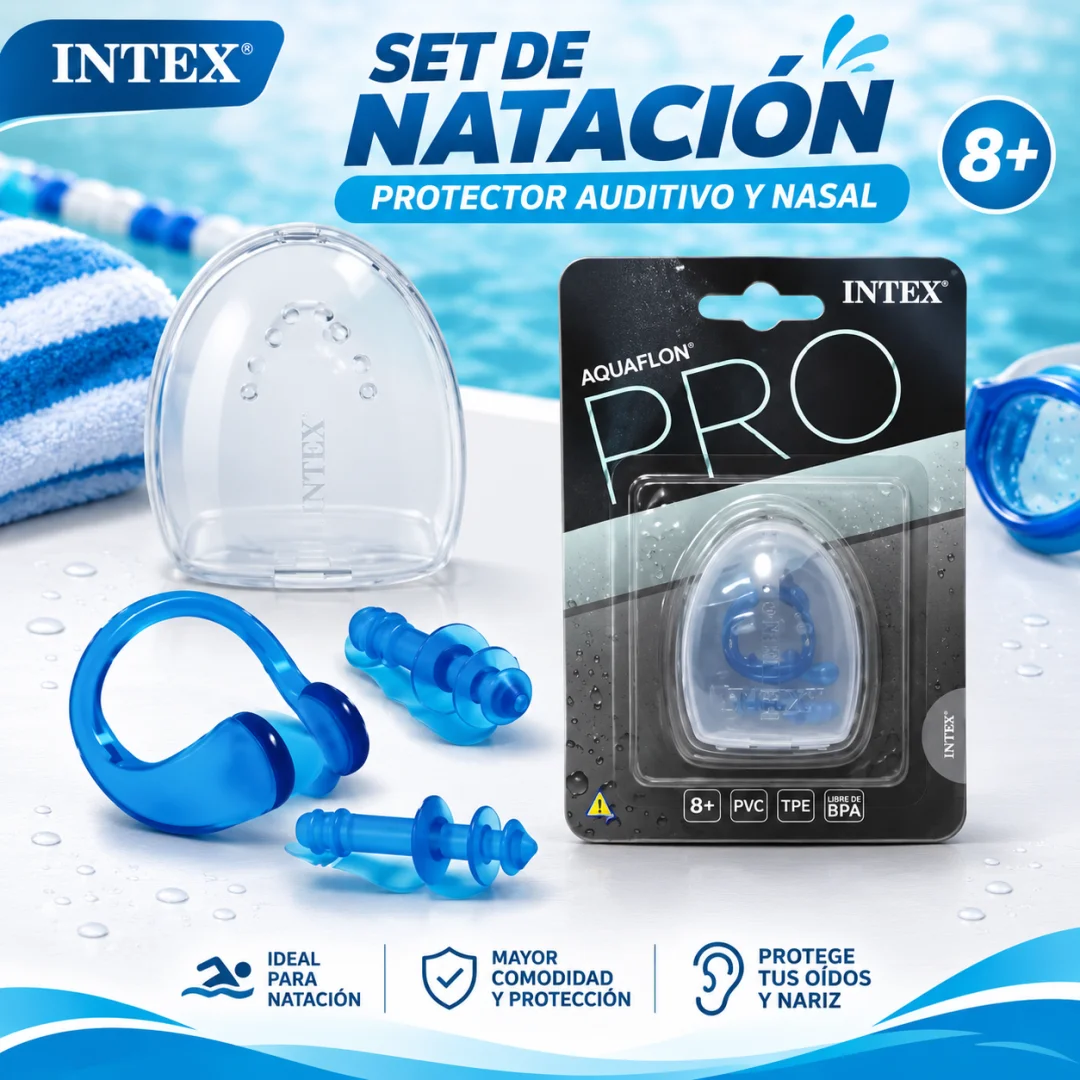 INTEX®
SET DE
NATACIÓN
PROTECTOR AUDITIVO Y NASAL
8+
INTEX
INTEX®
AQUAFLON®
PRO
INTEX
8+
PVC
TPE
LIBRE DE
BPA
IDEAL
PARA
NATACIÓN
MAYOR
COMODIDAD
Y PROTECCIÓN
PROTEGE
TUS OÍDOS
Y NARIZ